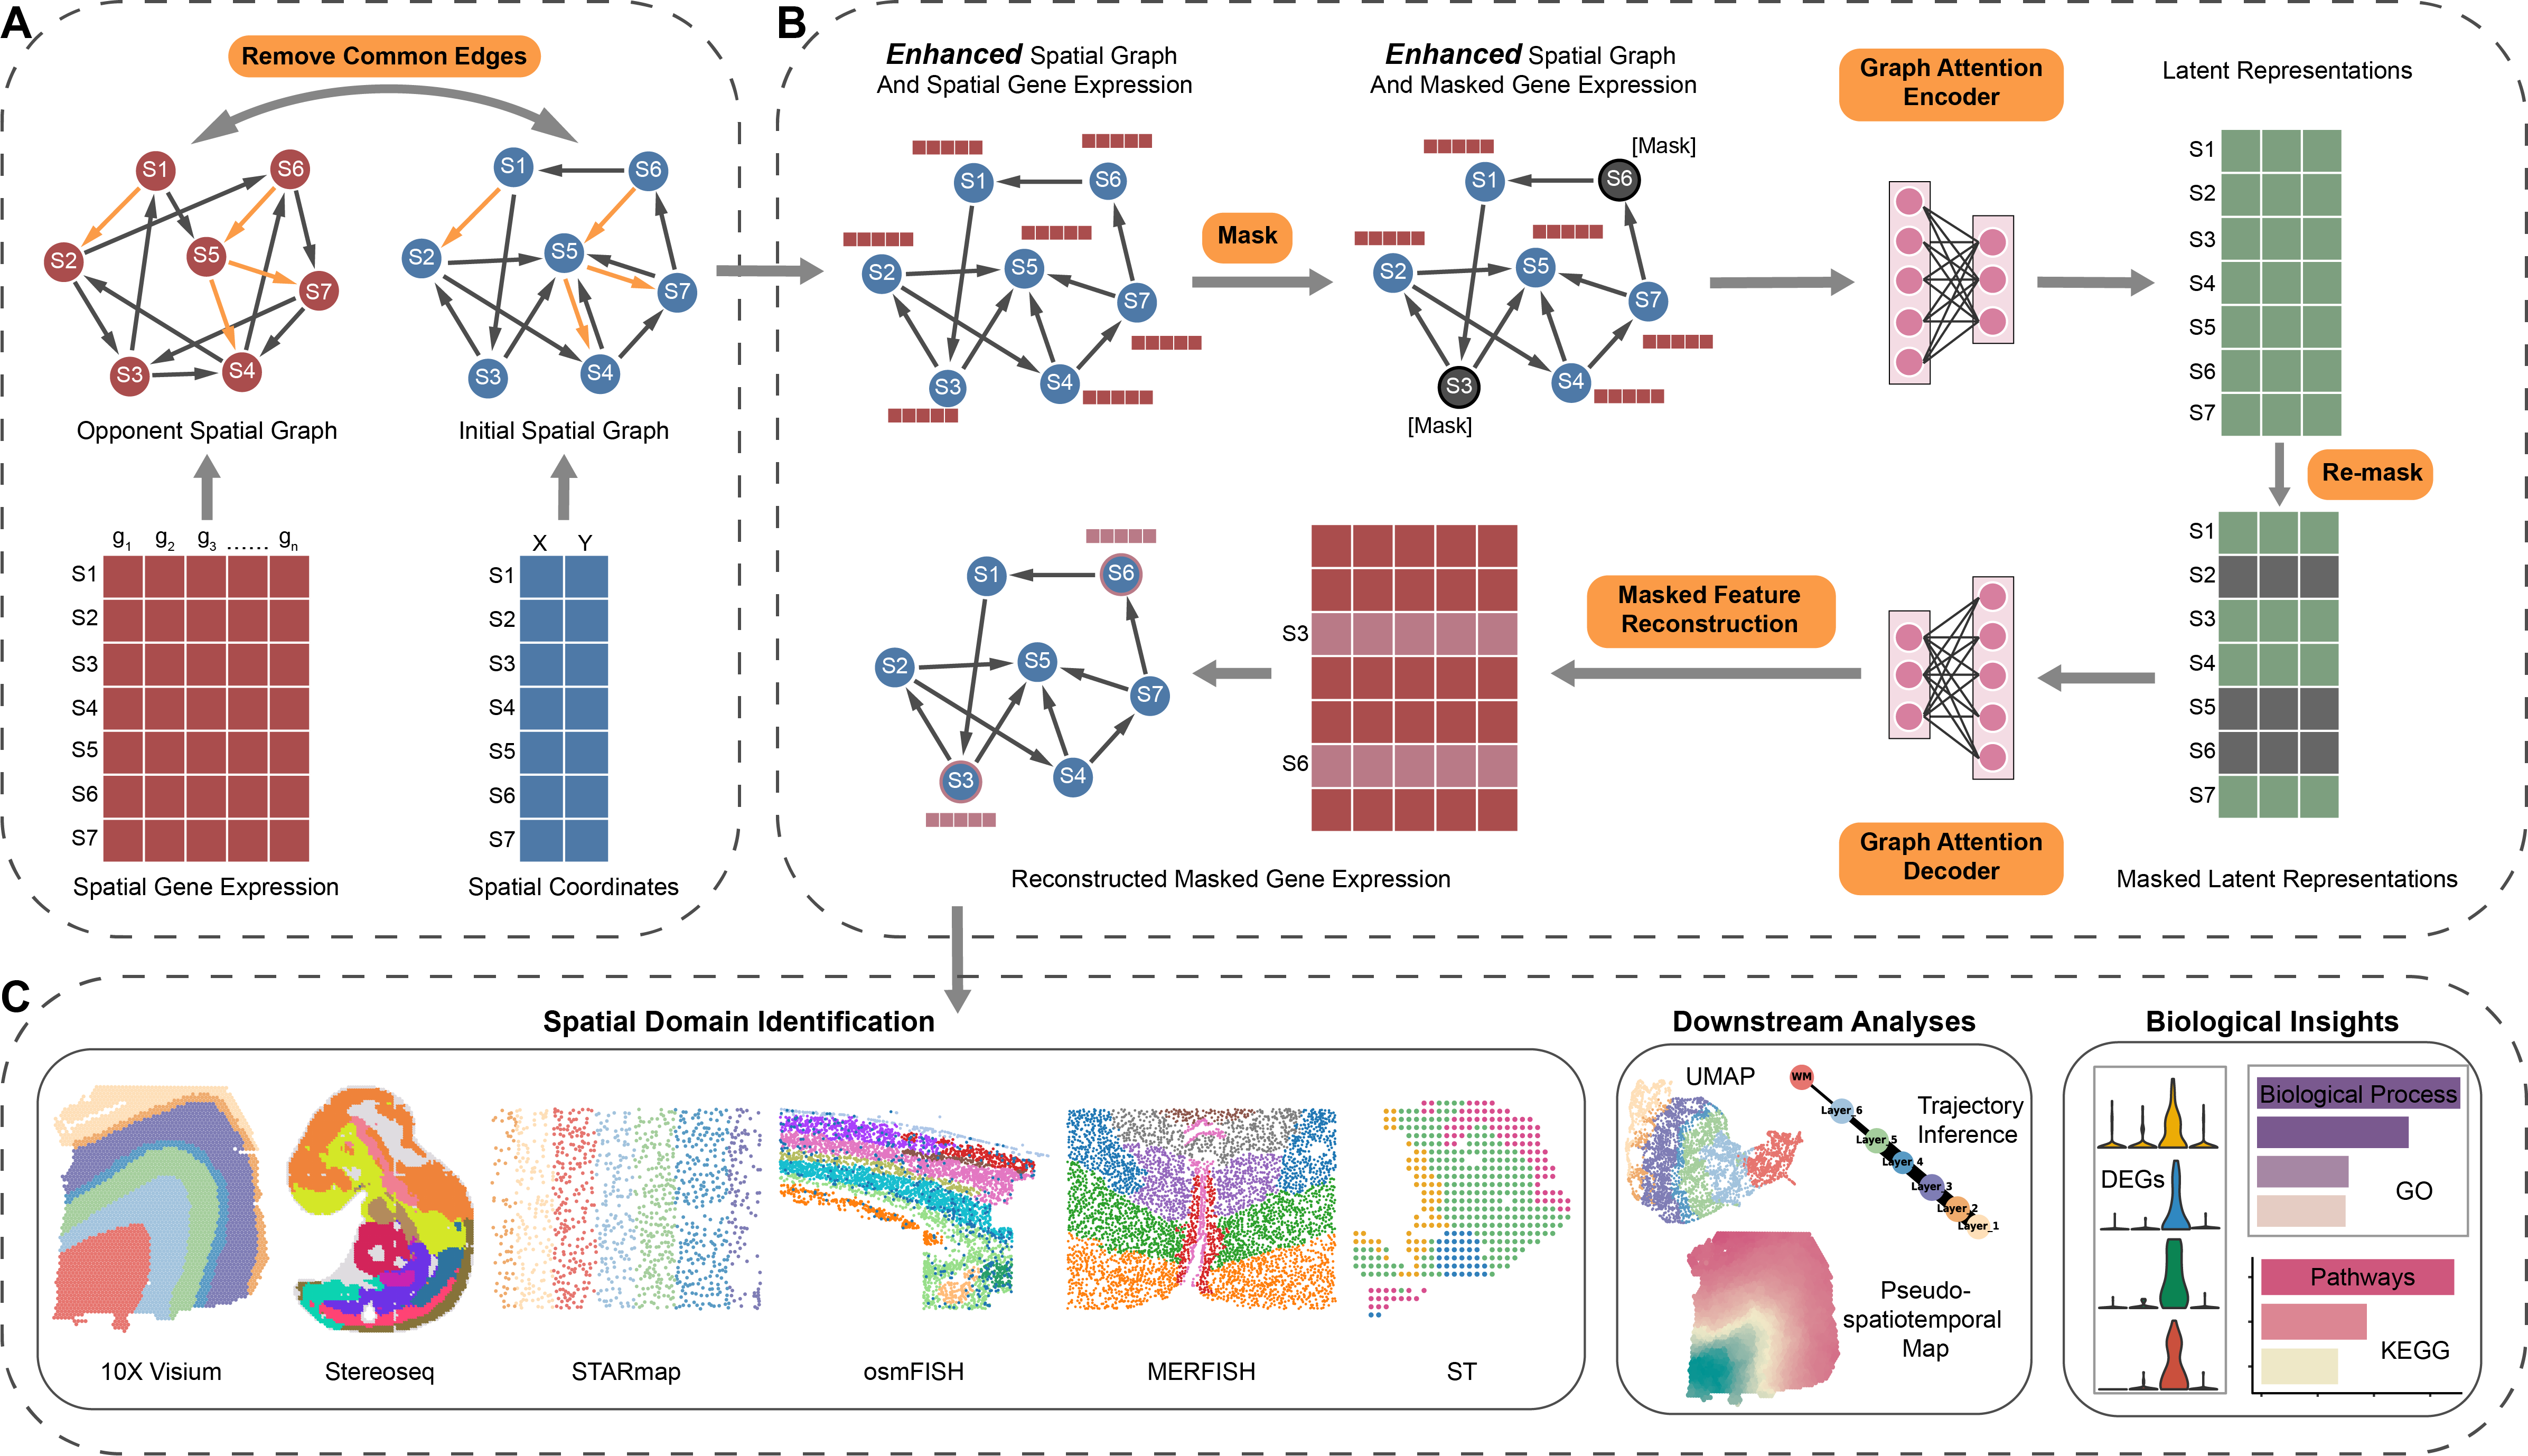 A
Remove Common Edges
S1
S6
S2
S5
S7
S3
S4
Opponent Spatial Graph
S1
S6
S2
S5
S7
S3
S4
Initial Spatial Graph
g1 g2 g3 ...... gn
S1
S2
S3
S4
S5
S6
S7
Spatial Gene Expression
X Y
S1
S2
S3
S4
S5
S6
S7
Spatial Coordinates
B
Enhanced Spatial Graph
And Spatial Gene Expression
S1
S6
S2
S5
S7
S3
S4
Mask
Enhanced Spatial Graph
And Masked Gene Expression
[Mask]
S1
S6
S2
S5
S7
S3
S4
[Mask]
Graph Attention
Encoder
Latent Representations
S1
S2
S3
S4
S5
S6
S7
Re-mask
S1
S2
S3
S4
S5
S6
S7
Masked Latent Representations
Graph Attention
Decoder
Masked Feature
Reconstruction
S3
S6
S1
S6
S2
S5
S7
S3
S4
Reconstructed Masked Gene Expression
C
Spatial Domain Identification
10X Visium
Stereoseq
STARmap
osmFISH
MERFISH
ST
Downstream Analyses
UMAP
WM
Layer_6
Layer_5
Layer_4
Layer_3
Layer_2
Layer_1
Trajectory
Inference
Pseudo-
spatiotemporal
Map
Biological Insights
DEGs
Biological Process
GO
Pathways
KEGG